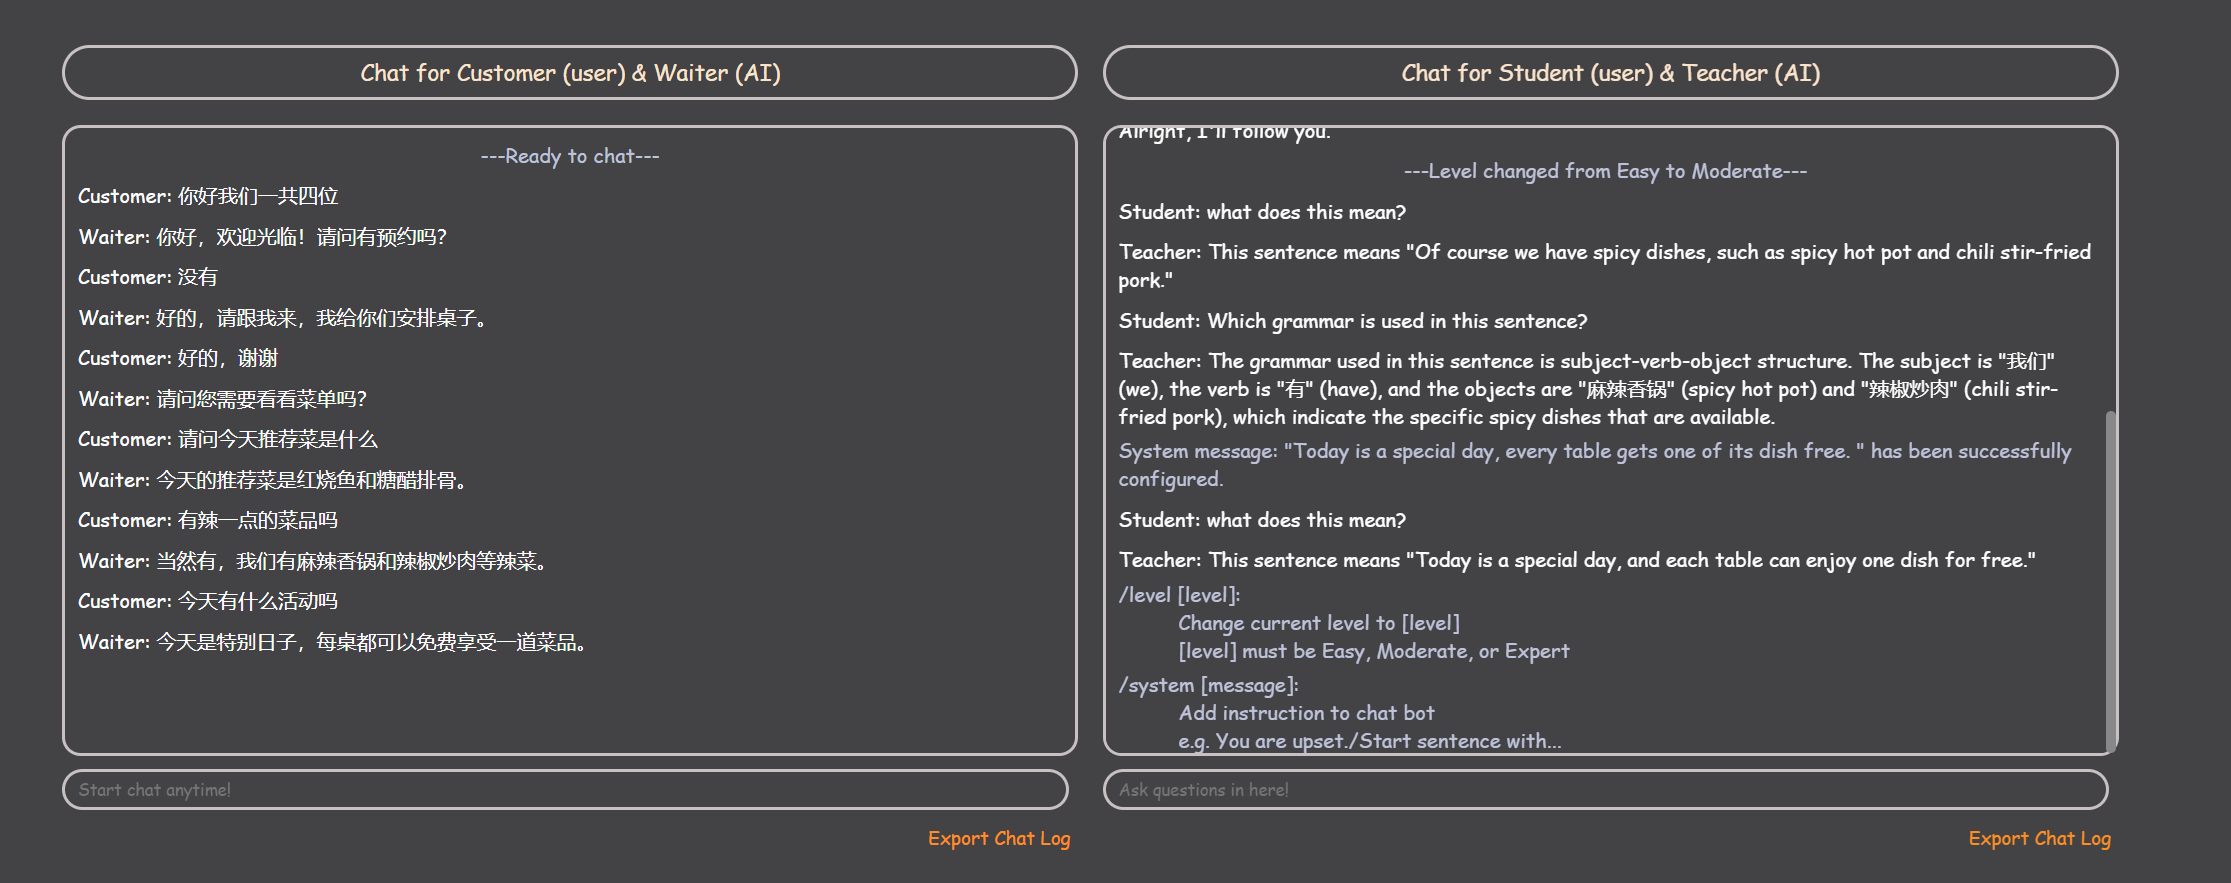 Chat for Customer (user) & Waiter (AI)
---Ready to chat---
Customer: 你好我们一共四位
Waiter: 你好，欢迎光临！请问有预约吗？
Customer: 没有
Waiter: 好的，请跟我来，我给你们安排桌子。
Customer: 好的，谢谢
Waiter: 请问您需要看看菜单吗？
Customer: 请问今天推荐菜是什么
Waiter: 今天的推荐菜是红烧鱼和糖醋排骨。
Customer: 有辣一点的菜品吗
Waiter: 当然有，我们有麻辣香锅和辣椒炒肉等辣菜。
Customer: 今天有什么活动吗
Waiter: 今天是特别日子，每桌都可以免费享受一道菜品。
Start chat anytime!
Export Chat Log
Chat for Student (user) & Teacher (AI)
Alright, I'll follow you.
---Level changed from Easy to Moderate---
Student: what does this mean?
Teacher: This sentence means "Of course we have spicy dishes, such as spicy hot pot and chili stir-fried
pork."
Student: Which grammar is used in this sentence?
Teacher: The grammar used in this sentence is subject-verb-object structure. The subject is "我们"
(we), the verb is "有" (have), and the objects are "麻辣香锅" (spicy hot pot) and "辣椒炒肉" (chili stir-
fried pork), which indicate the specific spicy dishes that are available.
System message: "Today is a special day, every table gets one of its dish free. " has been successfully
configured.
Student: what does this mean?
Teacher: This sentence means "Today is a special day, and each table can enjoy one dish for free."
/level [level]:
Change current level to [level]
[level] must be Easy, Moderate, or Expert
/system [message]:
Add instruction to chat bot
e.g. You are upset./Start sentence with...
Ask questions in here!
Export Chat Log